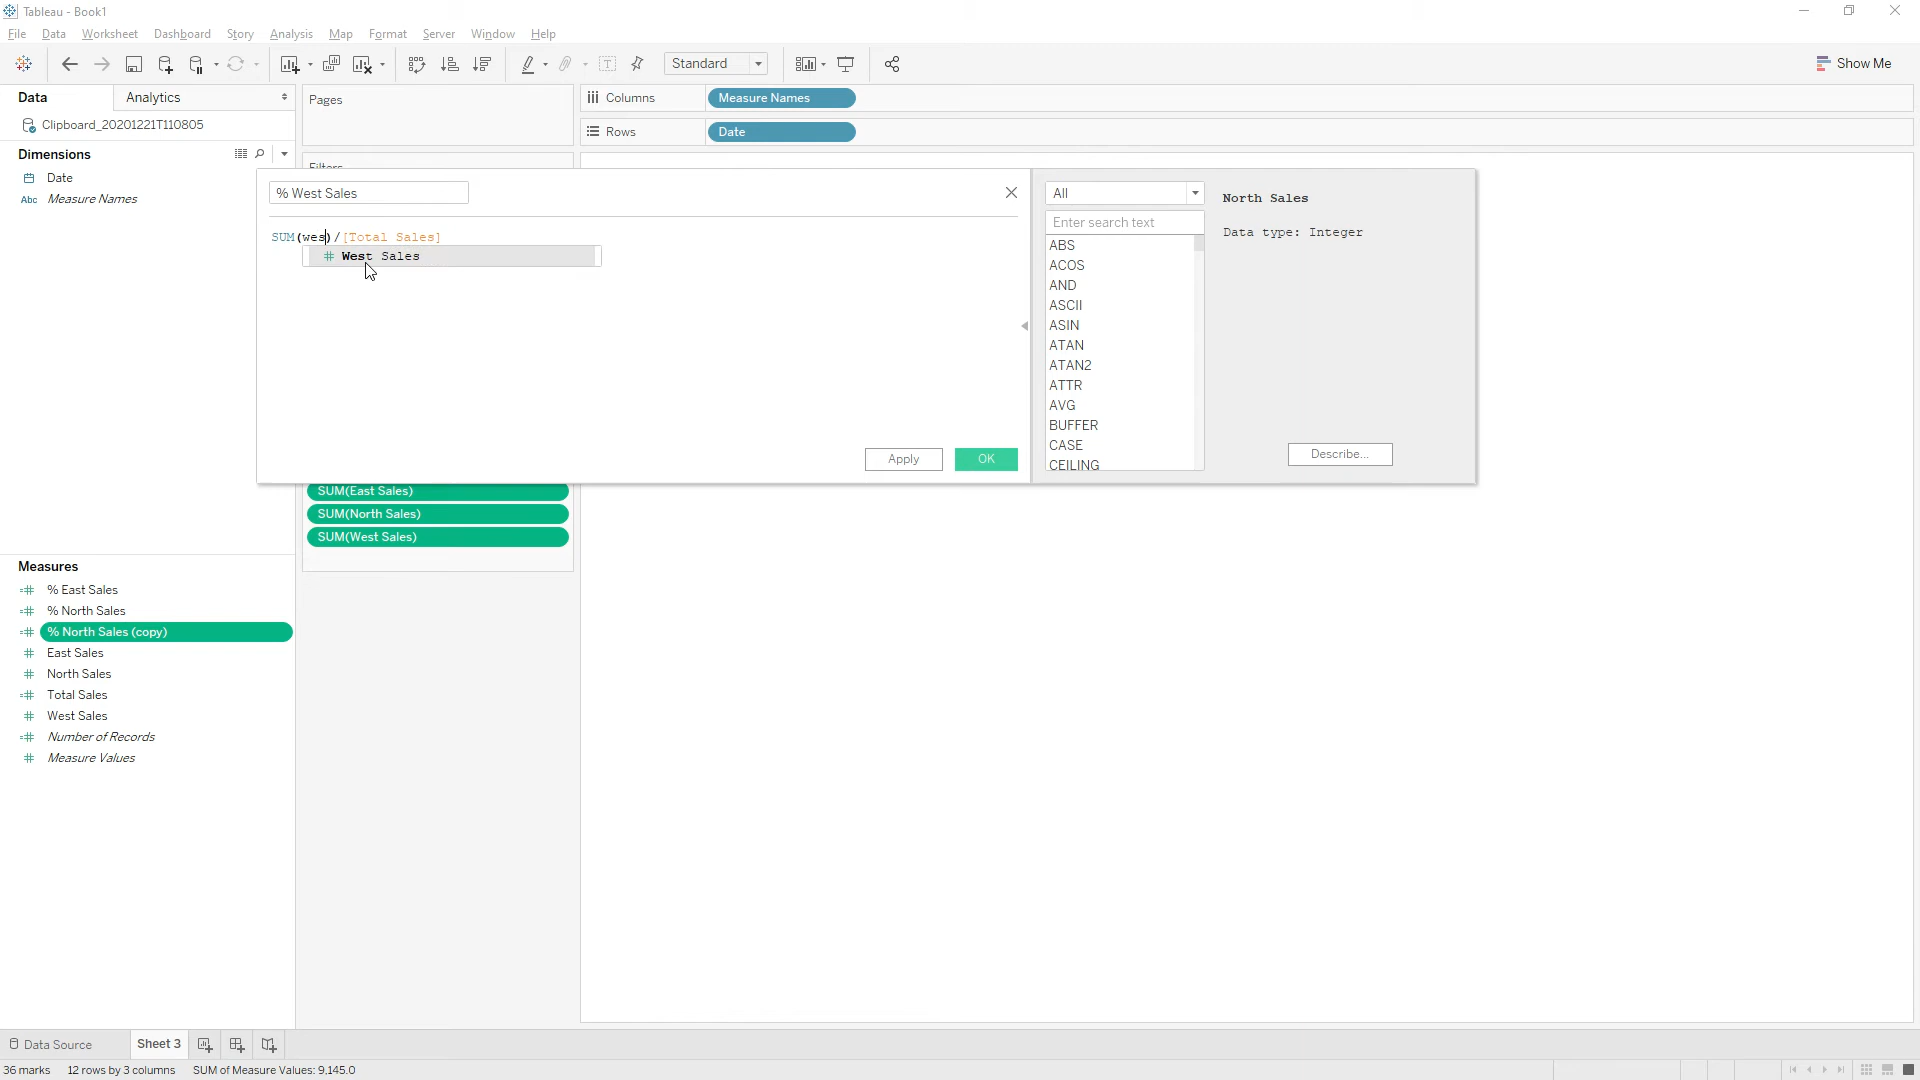 Tableau - Book1
File Data Worksheet Dashboard Story Analysis Map Format Server Window Help
Standard
Show Me
Data Analytics
Pages
Columns Measure Names
Clipboard_20201221T110805
Rows Date
Dimensions
Filters
Date
Abc Measure Names
% West Sales
All
North Sales
Enter search text
Data type: Integer
SUM(wes)/[Total Sales]
# West Sales
ABS
ACOS
AND
ASCII
ASIN
ATAN
ATAN2
ATTR
AVG
BUFFER
CASE
CEILING
Describe...
Apply OK
SUM(East Sales)
SUM(North Sales)
SUM(West Sales)
Measures
=# % East Sales
=# % North Sales
=# % North Sales (copy)
# East Sales
# North Sales
=# Total Sales
# West Sales
=# Number of Records
# Measure Values
Data Source Sheet 3
36 marks 12 rows by 3 columns SUM of Measure Values: 9,145.0